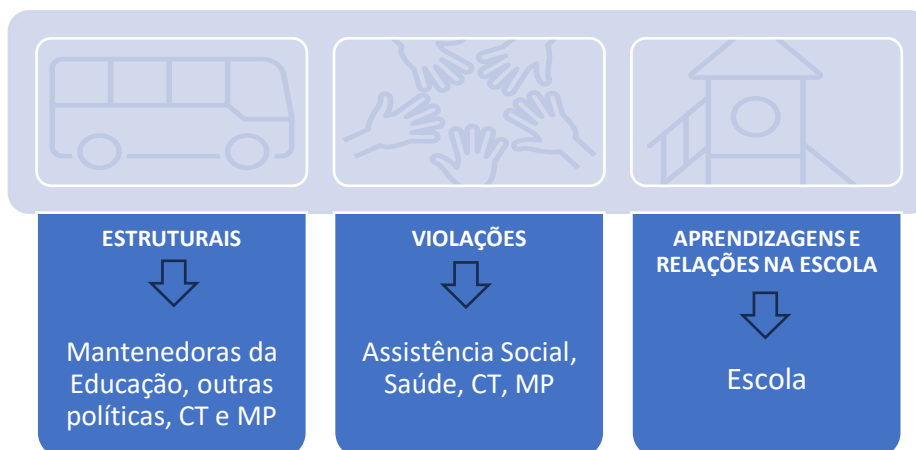 ESTRUTURAIS
Mantenedoras da
Educação, outras
políticas, CT e MP
VIOLAÇÕES
Assistência Social,
Saúde, CT, MP
APRENDIZAGENS E
RELAÇÕES NA ESCOLA
Escola